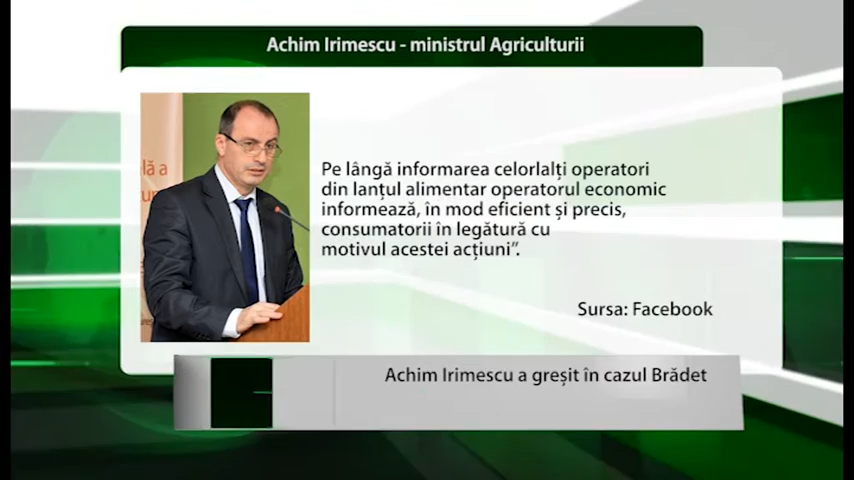 Achim Irimescu - ministrul Agriculturii
lă a
Pe lângă informarea celorlalți operatori
din lanțul alimentar operatorul economic
informează, în mod eficient și precis,
consumatorii în legătură cu
motivul acestei acțiuni”.
Sursa: Facebook
Achim Irimescu a greșit în cazul Brădet